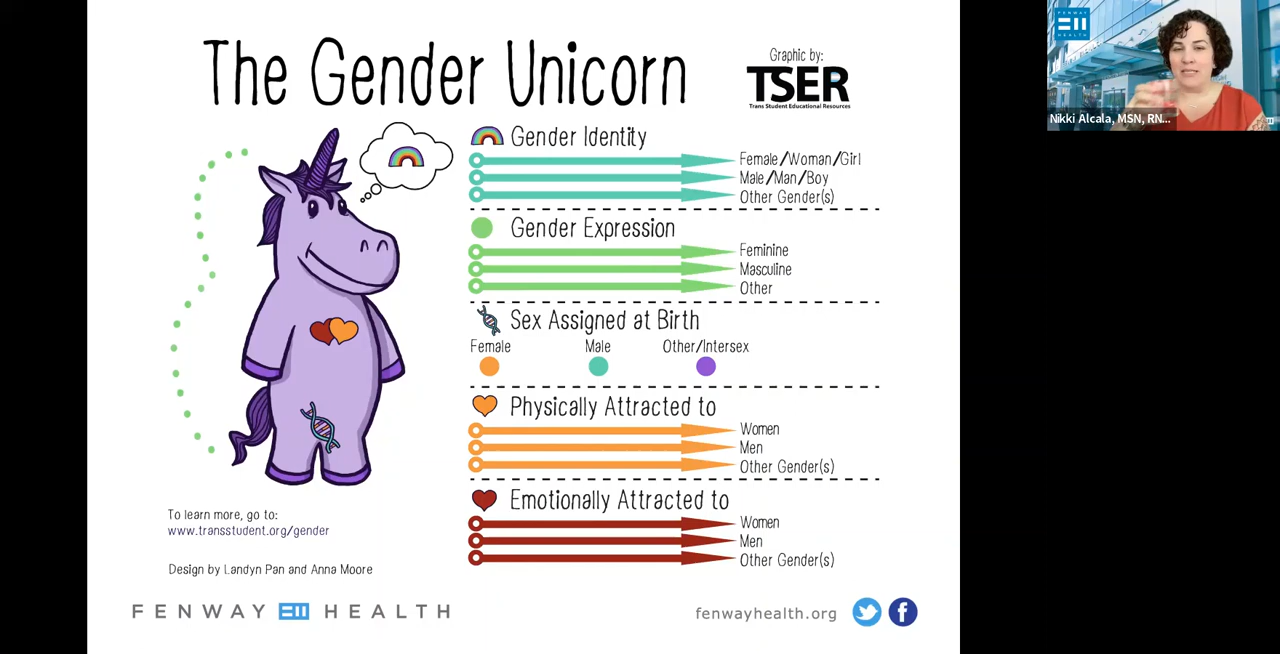 The Gender Unicorn
Graphic by:
TSER
Trans Student Educational Resources
Gender Identity
Female/Woman/Girl
Male/Man/Boy
Other Gender(s)
Gender Expression
Feminine
Masculine
Other
Sex Assigned at Birth
Female Male Other/Intersex
Physically Attracted to
Women
Men
Other Gender(s)
Emotionally Attracted to
Women
Men
Other Gender(s)
To learn more, go to:
www.transstudent.org/gender
Design by Landyn Pan and Anna Moore
FENWAY HEALTH
fenwayhealth.org
FENWAY
HEALTH
Nikki Alcala, MSN, RN...